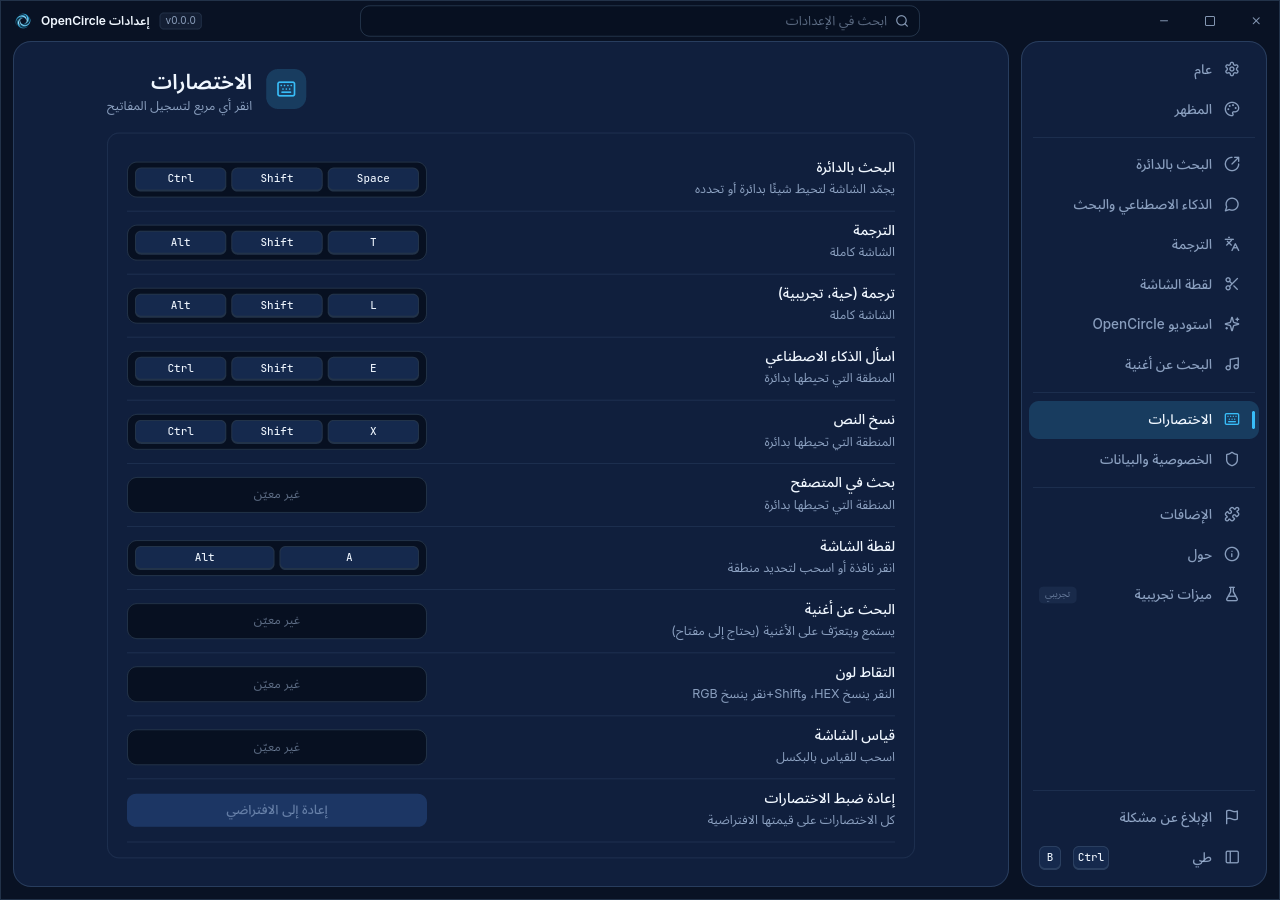 إعدادات OpenCircle
v0.0.0
ابحث في الإعدادات
عام
المظهر
البحث بالدائرة
الذكاء الاصطناعي والبحث
الترجمة
لقطة الشاشة
استوديو OpenCircle
البحث عن أغنية
الاختصارات
الخصوصية والبيانات
الإضافات
حول
ميزات تجريبية
تجريبي
الإبلاغ عن مشكلة
طي
Ctrl B
الاختصارات
انقر أي مربع لتسجيل المفاتيح
البحث بالدائرة
يجمّد الشاشة لتحيط شيئًا بدائرة أو تحدده
Ctrl Shift Space
الترجمة
الشاشة كاملة
Alt Shift T
ترجمة (حية، تجريبية)
الشاشة كاملة
Alt Shift L
اسأل الذكاء الاصطناعي
المنطقة التي تحيطها بدائرة
Ctrl Shift E
نسخ النص
المنطقة التي تحيطها بدائرة
Ctrl Shift X
بحث في المتصفح
المنطقة التي تحيطها بدائرة
غير معيّن
لقطة الشاشة
انقر نافذة أو اسحب لتحديد منطقة
Alt A
البحث عن أغنية
يستمع ويتعرّف على الأغنية (يحتاج إلى مفتاح)
غير معيّن
التقاط لون
النقر ينسخ HEX، وShift+نقر ينسخ RGB
غير معيّن
قياس الشاشة
اسحب للقياس بالبكسل
غير معيّن
إعادة ضبط الاختصارات
كل الاختصارات على قيمتها الافتراضية
إعادة إلى الافتراضي